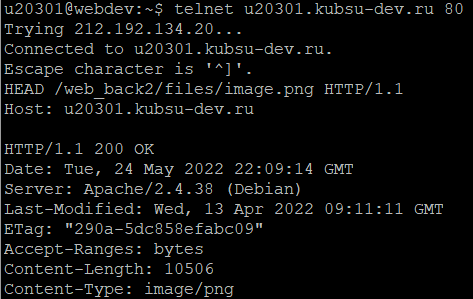 u20301@webdev:~$ telnet u20301.kubsu-dev.ru 80
Trying 212.192.134.20...
Connected to u20301.kubsu-dev.ru.
Escape character is '^]'.
HEAD /web_back2/files/image.png HTTP/1.1
Host: u20301.kubsu-dev.ru

HTTP/1.1 200 OK
Date: Tue, 24 May 2022 22:09:14 GMT
Server: Apache/2.4.38 (Debian)
Last-Modified: Wed, 13 Apr 2022 09:11:11 GMT
ETag: "290a-5dc858efabc09"
Accept-Ranges: bytes
Content-Length: 10506
Content-Type: image/png